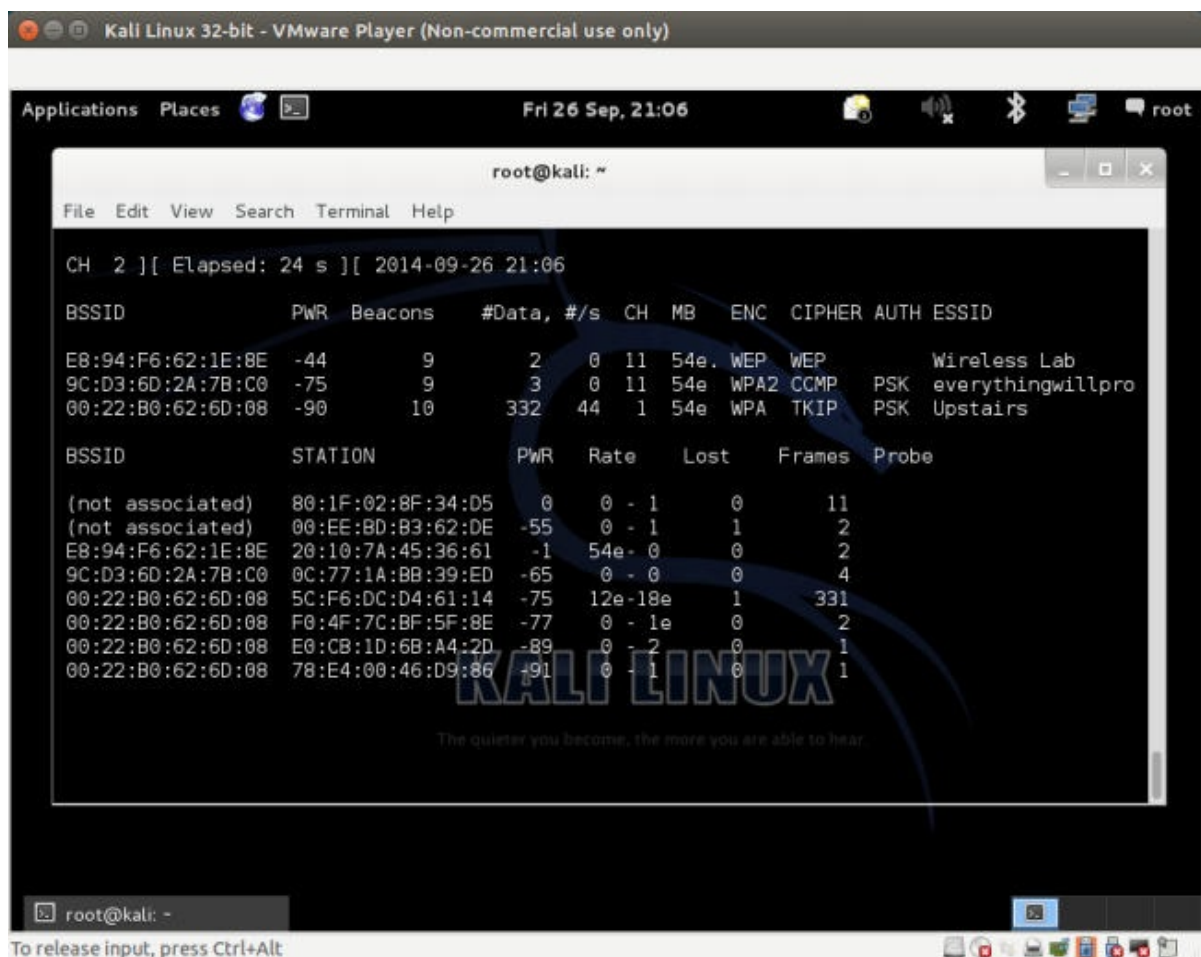 Kali Linux 32-bit - VMware Player (Non-commercial use only)
Applications Places Fri 26 Sep, 21:06 root
root@kali: ~
File Edit View Search Terminal Help
CH 2 ][ Elapsed: 24 s ][ 2014-09-26 21:06
BSSID PWR Beacons #Data, #/s CH MB ENC CIPHER AUTH ESSID
E8:94:F6:62:1E:8E -44 9 2 0 11 54e. WEP WEP Wireless Lab
9C:D3:6D:2A:7B:C0 -75 9 3 0 11 54e WPA2 CCMP PSK everythingwillpro
00:22:B0:62:6D:08 -90 10 332 44 1 54e WPA TKIP PSK Upstairs
BSSID STATION PWR Rate Lost Frames Probe
(not associated) 80:1F:02:8F:34:D5 0 0 - 1 0 11
(not associated) 00:EE:BD:B3:62:DE -55 0 - 1 1 2
E8:94:F6:62:1E:8E 20:10:7A:45:36:61 -1 54e- 0 0 2
9C:D3:6D:2A:7B:C0 0C:77:1A:BB:39:ED -65 0 - 0 0 4
00:22:B0:62:6D:08 5C:F6:DC:D4:61:14 -75 12e-18e 1 331
00:22:B0:62:6D:08 F0:4F:7C:BF:5F:8E -77 0 - 1e 0 2
00:22:B0:62:6D:08 E0:CB:1D:6B:A4:2D -89 0 - 2 0 1
00:22:B0:62:6D:08 78:E4:00:46:D9:86 -91 0 - 1 0 1
KALI LINUX
The quieter you become, the more you are able to hear.
root@kali: ~
To release input, press Ctrl+Alt